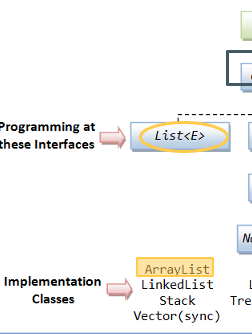 Programming at
these Interfaces
List<E>
Implementation
Classes
ArrayList
LinkedList
Stack
Vector(sync)